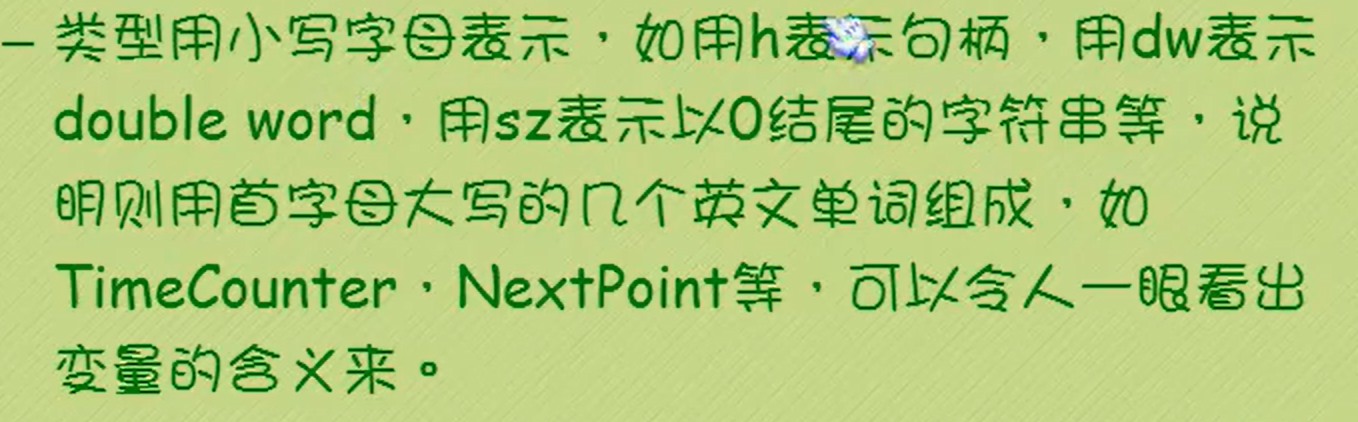 – 类型用小写字母表示，如用h表示句柄，用dw表示
double word，用sz表示以0结尾的字符串等，说
明则用首字母大写的几个英文单词组成，如
TimeCounter，NextPoint等，可以令人一眼看出
变量的含义来。